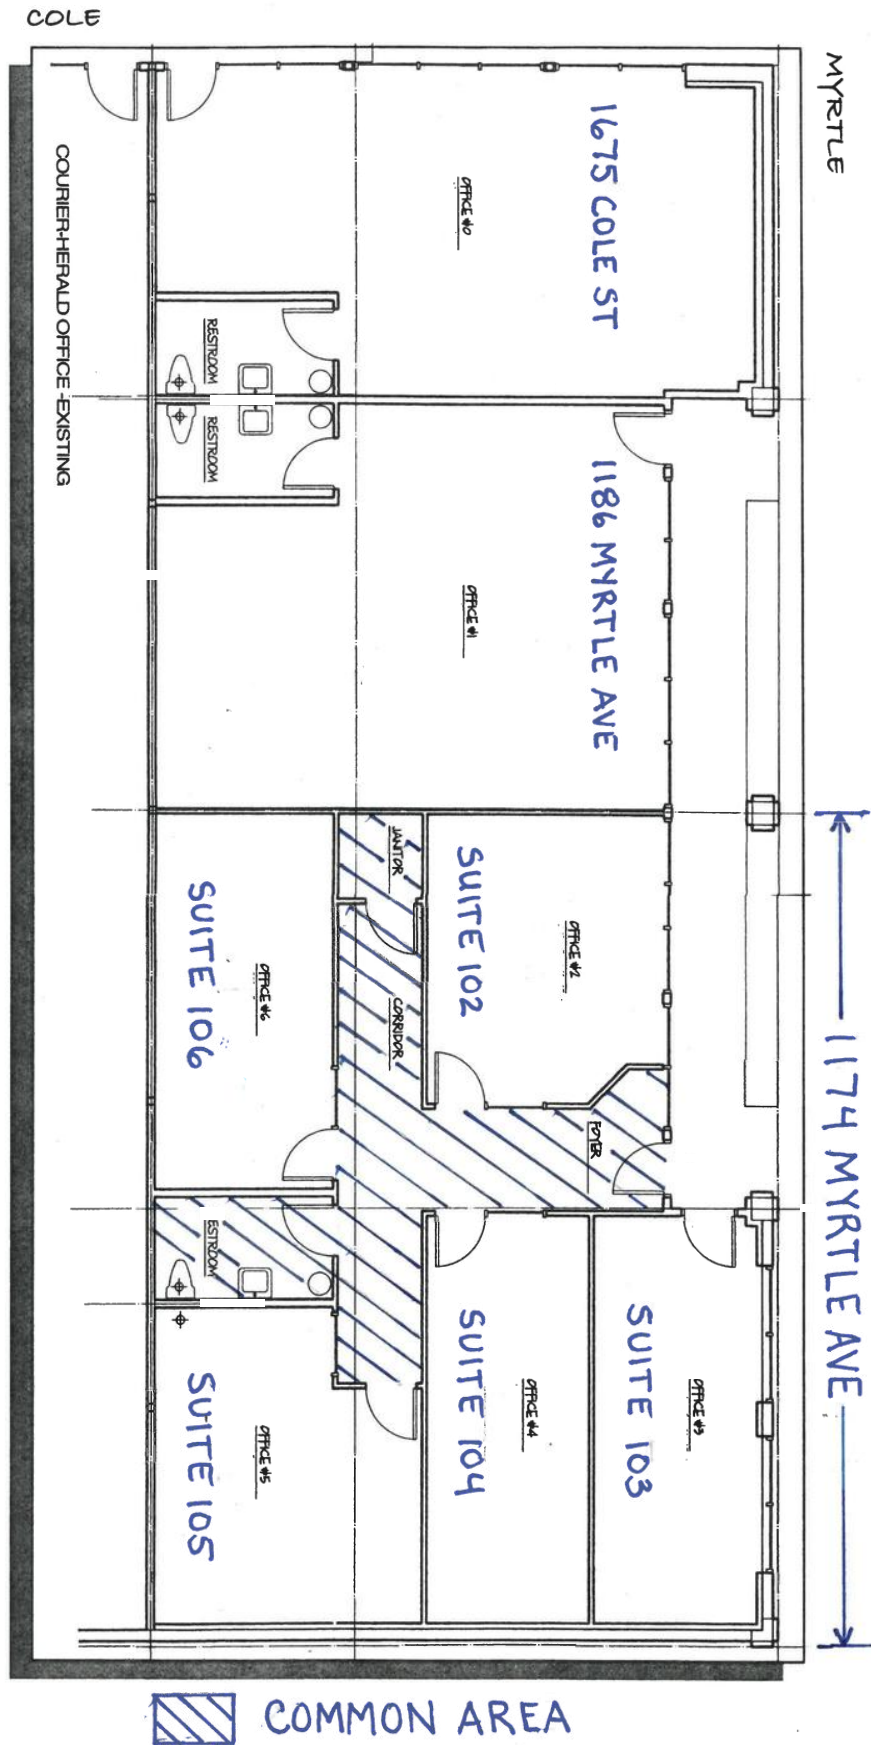 COLE
MYRTLE
1675 COLE ST
OFFICE #0
COURIER-HERALD OFFICE-EXISTING
RESTROOM
RESTROOM
1186 MYRTLE AVE
OFFICE #1
JANITOR
SUITE 102
OFFICE #2
SUITE 106
OFFICE #6
CORRIDOR
FOYER
1174 MYRTLE AVE
ESTROOM
SUITE 103
OFFICE #3
SUITE 104
OFFICE #4
SUITE 105
OFFICE #5
COMMON AREA